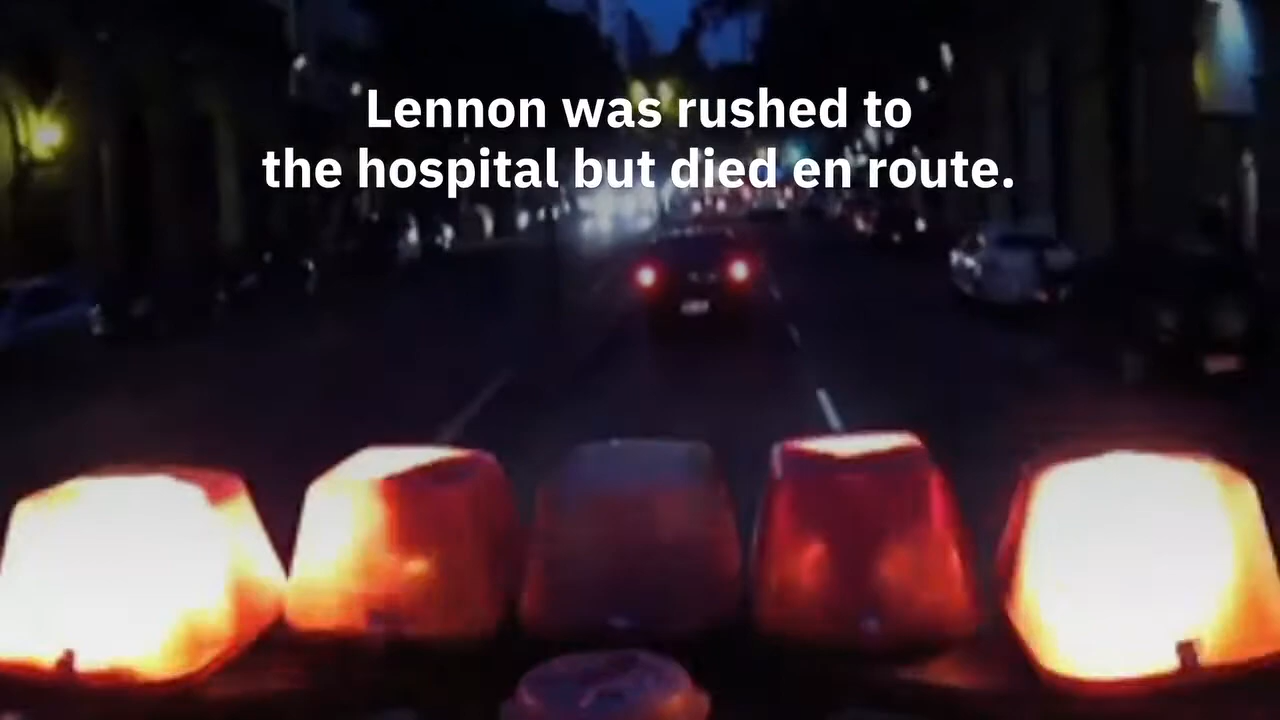 Lennon was rushed to
the hospital but died en route.